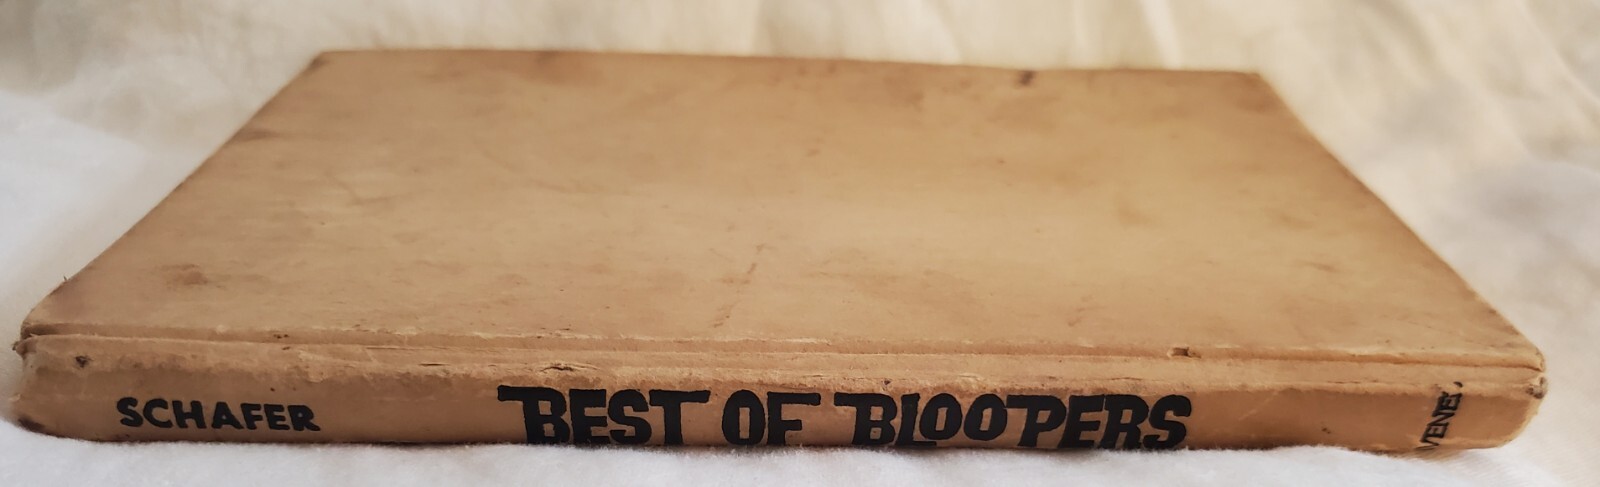 SCHAFER
BEST OF BLOOPERS